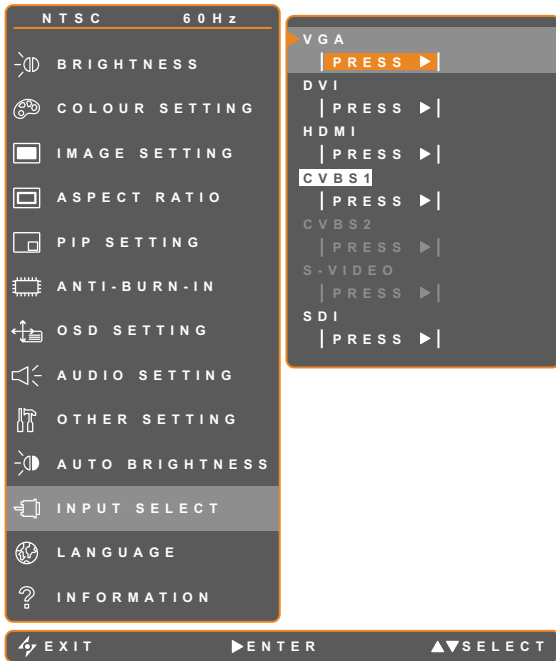 NTSC 60Hz
BRIGHTNESS
COLOUR SETTING
IMAGE SETTING
ASPECT RATIO
PIP SETTING
ANTI-BURN-IN
OSD SETTING
AUDIO SETTING
OTHER SETTING
AUTO BRIGHTNESS
INPUT SELECT
LANGUAGE
INFORMATION
VGA
PRESS
DVI
PRESS
HDMI
PRESS
CVBS1
PRESS
CVBS2
PRESS
S-VIDEO
PRESS
SDI
PRESS
EXIT ENTER SELECT